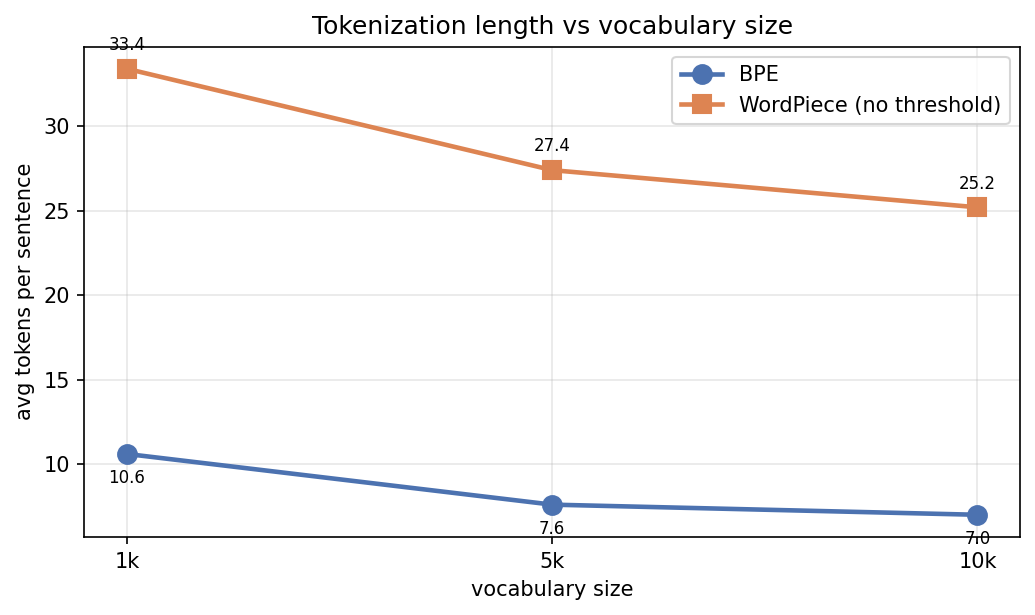 Tokenization length vs vocabulary size
33.4
BPE
WordPiece (no threshold)
30
27.4
25.2
25
avg tokens per sentence
20
15
10
10.6
7.6
7.0
1k
5k
10k
vocabulary size